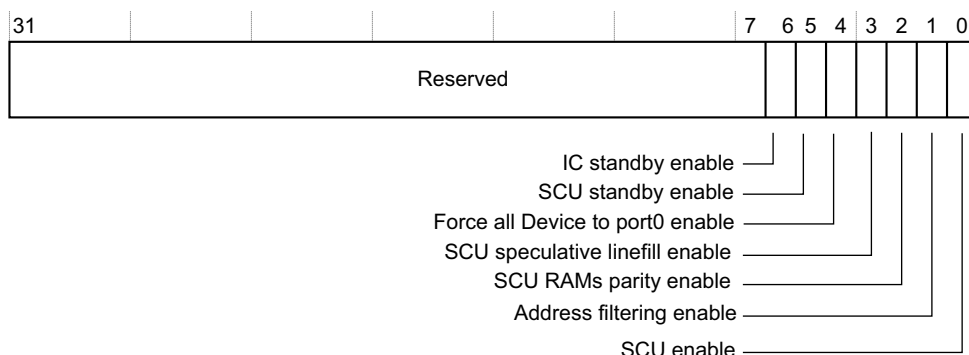 31 7 6 5 4 3 2 1 0
Reserved
IC standby enable
SCU standby enable
Force all Device to port0 enable
SCU speculative linefill enable
SCU RAMs parity enable
Address filtering enable
SCU enable